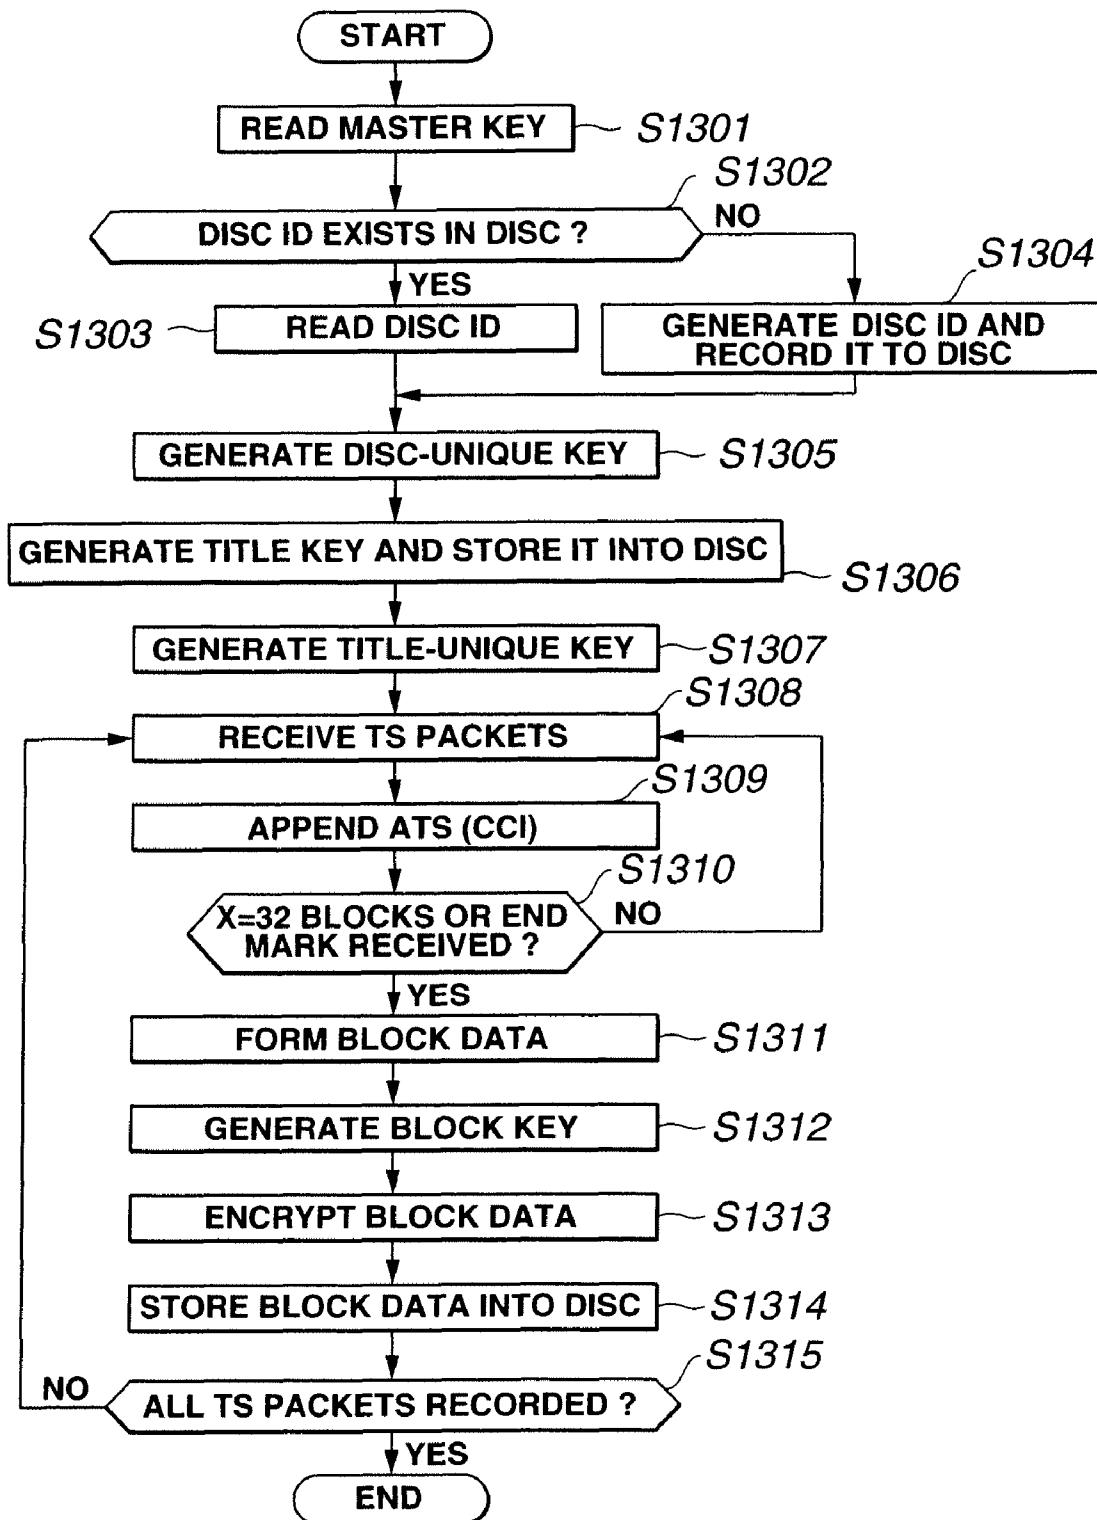 START
READ MASTER KEY
S1301
S1302
DISC ID EXISTS IN DISC ?
NO
YES
S1304
S1303
READ DISC ID
GENERATE DISC ID AND
RECORD IT TO DISC
GENERATE DISC-UNIQUE KEY
S1305
GENERATE TITLE KEY AND STORE IT INTO DISC
S1306
GENERATE TITLE-UNIQUE KEY
S1307
S1308
RECEIVE TS PACKETS
S1309
APPEND ATS (CCI)
S1310
X=32 BLOCKS OR END
MARK RECEIVED ?
NO
YES
FORM BLOCK DATA
S1311
GENERATE BLOCK KEY
S1312
ENCRYPT BLOCK DATA
S1313
STORE BLOCK DATA INTO DISC
S1314
S1315
NO
ALL TS PACKETS RECORDED ?
YES
END